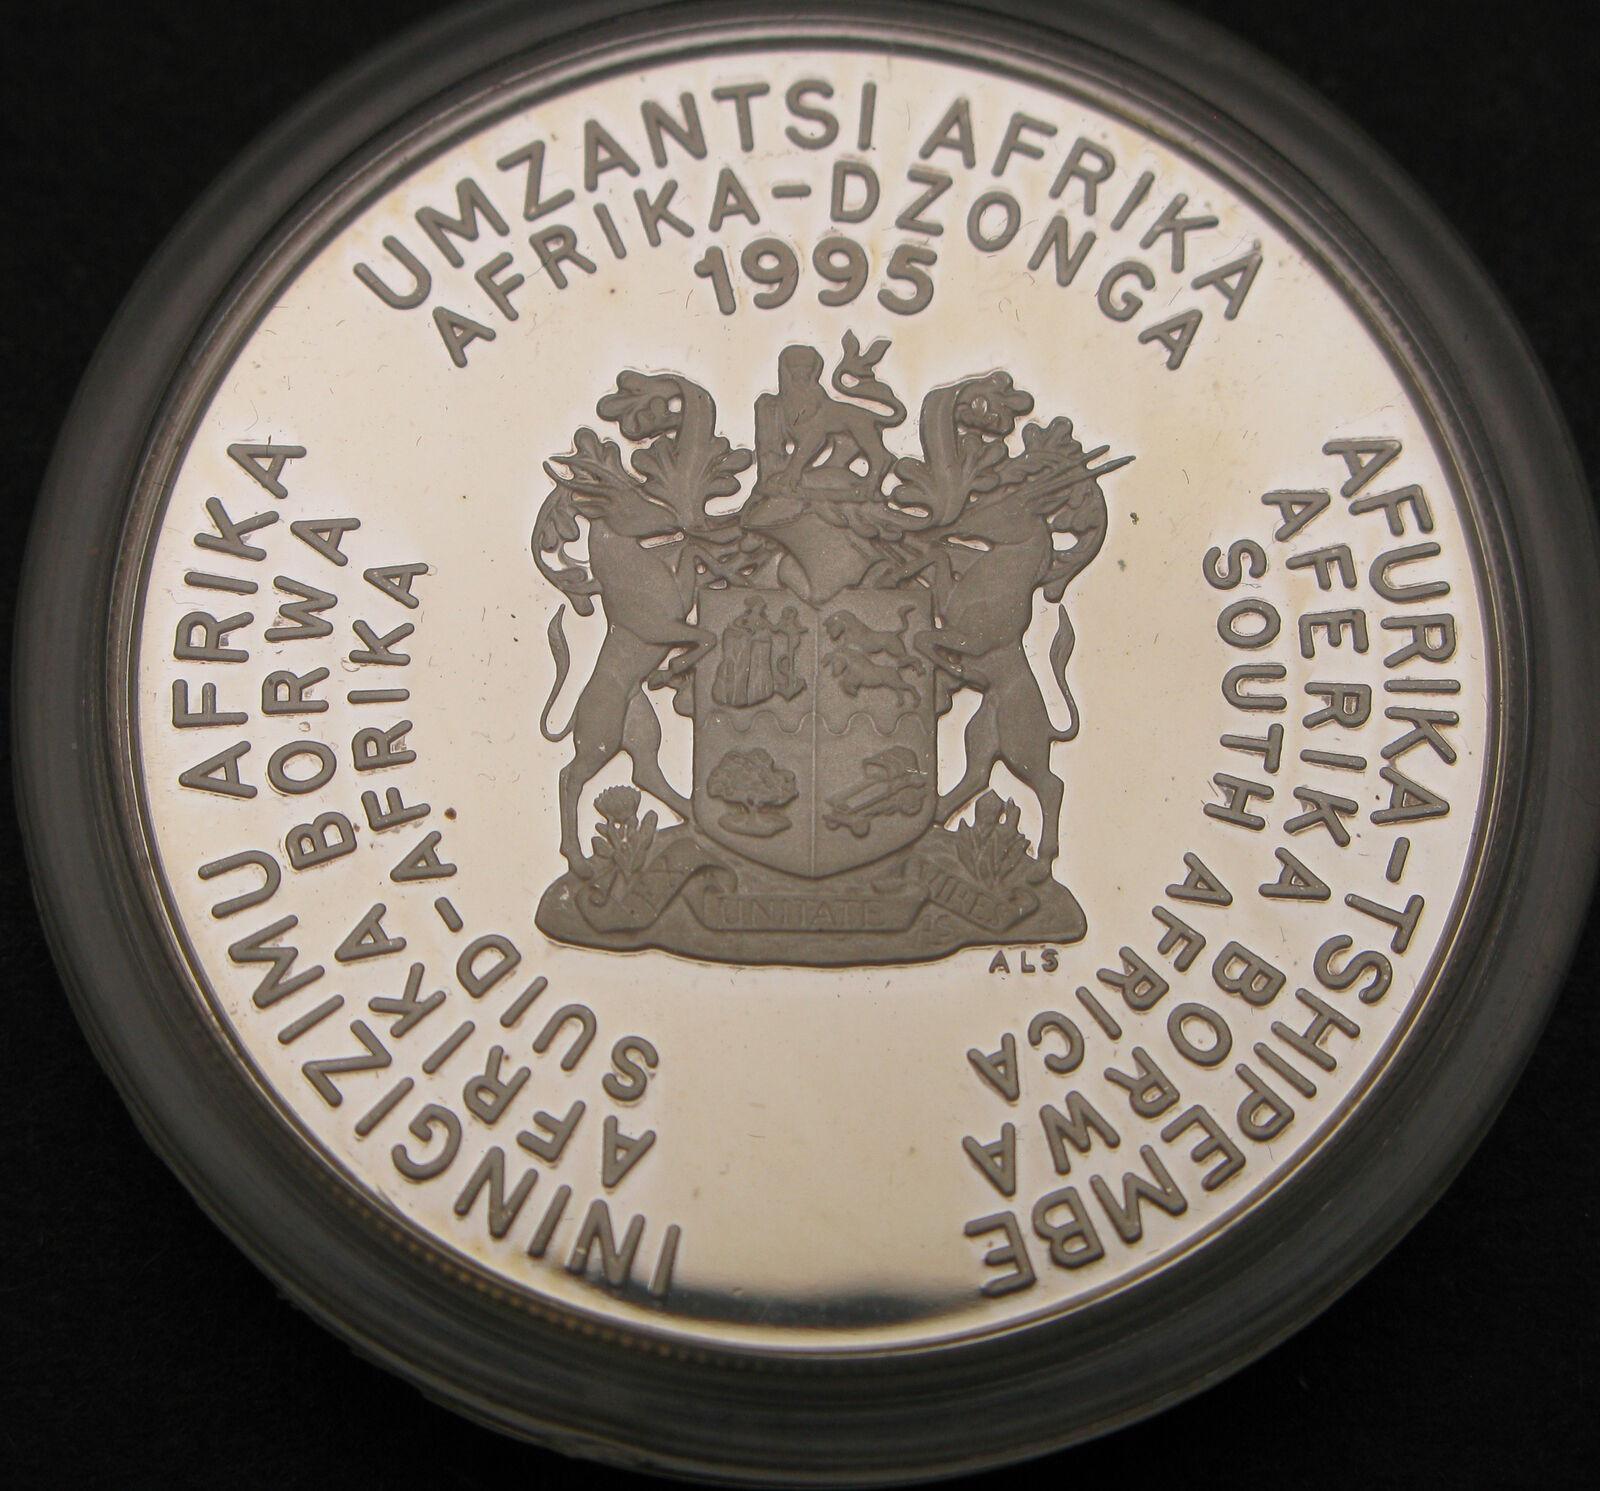 UMZANTSI AFRIKA
AFRIKA-DZONGA
1995
ININGIZIMU AFRIKA
AFRIKA BORWA
SUID-AFRIKA
AFURIKA-TSHIPEMBE
AFERIKA BORWA
SOUTH AFRICA
UNITATE VIRES
ALS